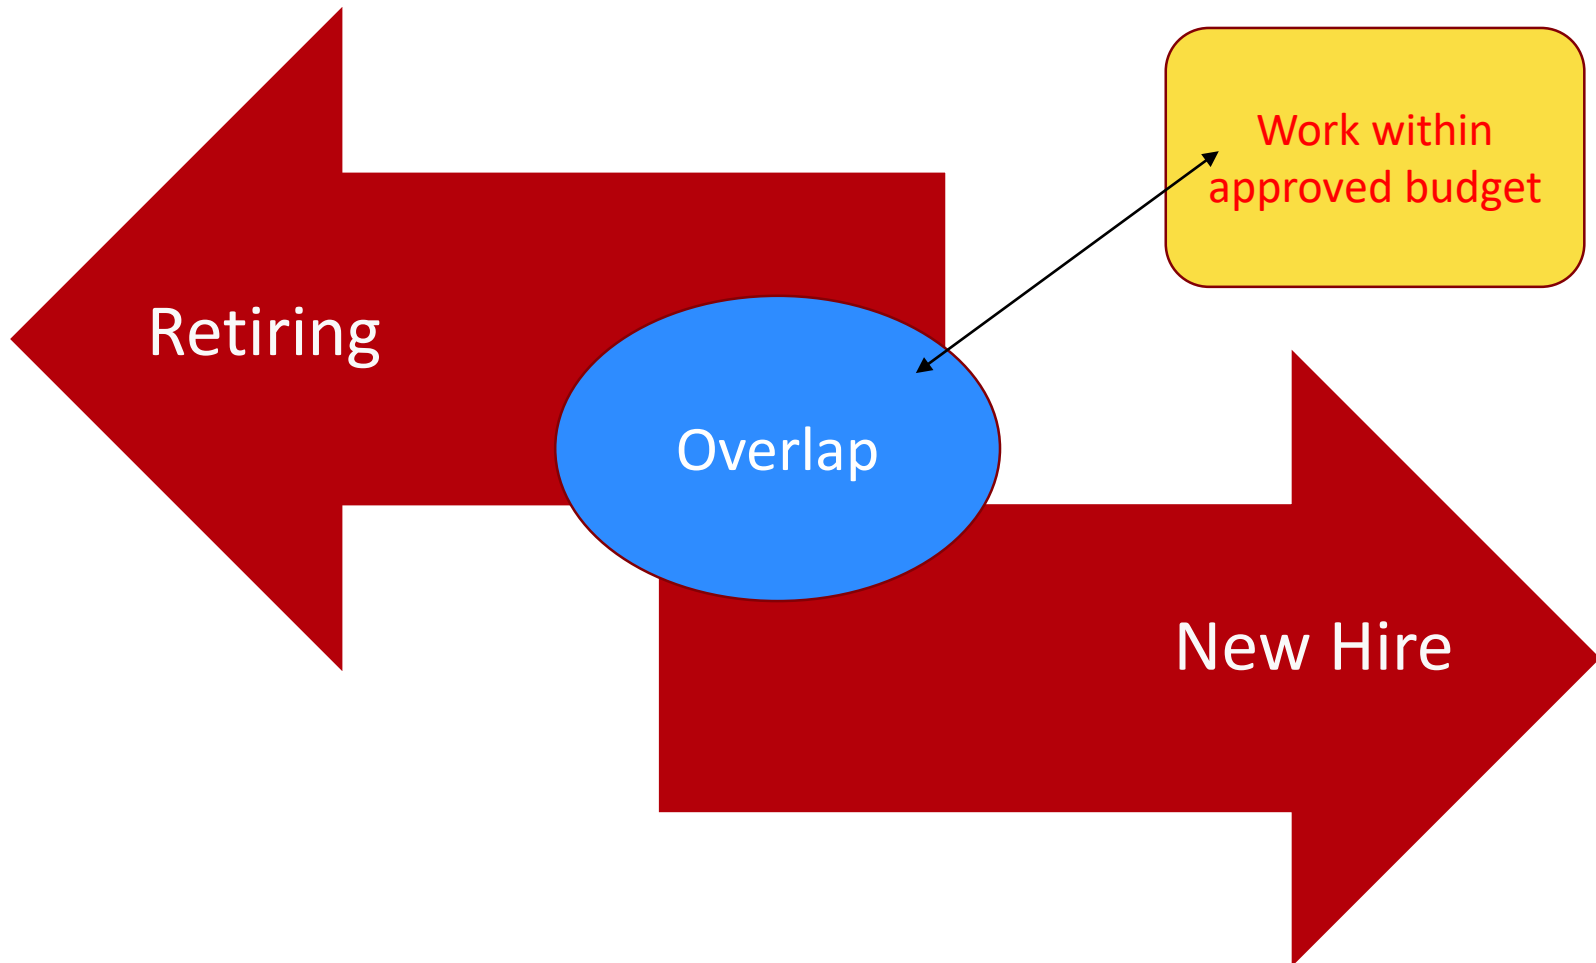 Work within
approved budget
Retiring
Overlap
New Hire